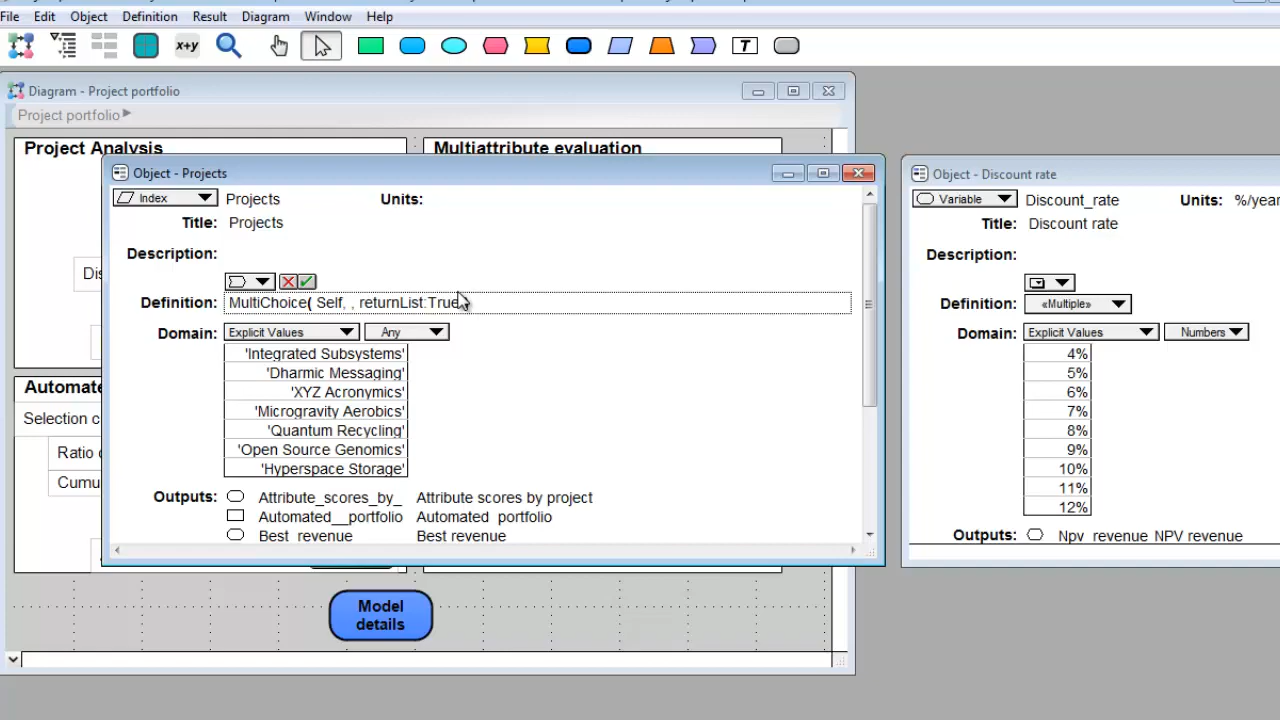 File Edit Object Definition Result Diagram Window Help
x+y T
Diagram - Project portfolio
Project portfolio
Project Analysis Multiattribute evaluation
Object - Projects
Index Projects Units:
Title: Projects
Description:
Definition: MultiChoice( Self, , returnList:True
Domain: Explicit Values Any
'Integrated Subsystems'
'Dharmic Messaging'
'XYZ Acronymics'
'Microgravity Aerobics'
'Quantum Recycling'
'Open Source Genomics'
'Hyperspace Storage'
Outputs: Attribute_scores_by_ Attribute scores by project
Automated__portfolio Automated portfolio
Best_revenue Best revenue
Object - Discount rate
Variable Discount_rate Units: %/year
Title: Discount rate
Description:
Definition: «Multiple»
Domain: Explicit Values Numbers
4%
5%
6%
7%
8%
9%
10%
11%
12%
Outputs: Npv_revenue NPV revenue
Dis
Automate
Selection c
Ratio
Cumu
Model
details